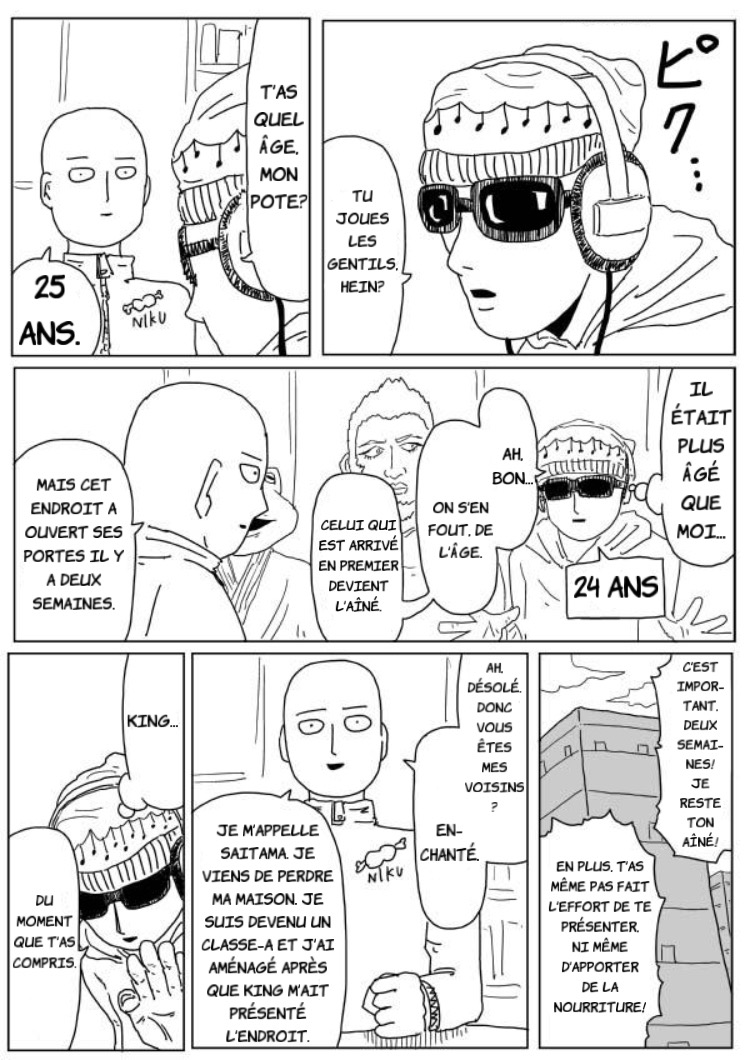 ピク…
TU
JOUES
LES
GENTILS,
HEIN?
T'AS
QUEL
ÂGE,
MON
POTE?
25
ANS.
NIKU
IL
ÉTAIT
PLUS
ÂGÉ
QUE
MOI...
24 ANS
AH,
BON...
ON S'EN
FOUT, DE
L'ÂGE.
CELUI QUI
EST ARRIVÉ
EN PREMIER
DEVIENT
L'AÎNÉ.
MAIS CET
ENDROIT A
OUVERT SES
PORTES IL Y
A DEUX
SEMAINES.
C'EST
IMPOR-
TANT,
DEUX
SEMAI-
NES!
JE
RESTE
TON
AÎNÉ!
EN PLUS, T'AS
MÊME PAS FAIT
L'EFFORT DE TE
PRÉSENTER,
NI MÊME
D'APPORTER
DE LA
NOURRITURE!
AH,
DÉSOLÉ.
DONC
VOUS
ÊTES
MES
VOISINS
?
EN-
CHANTÉ.
JE M'APPELLE
SAITAMA. JE
VIENS DE PERDRE
MA MAISON. JE
SUIS DEVENU UN
CLASSE-A ET J'AI
AMÉNAGÉ APRÈS
QUE KING M'AIT
PRÉSENTÉ
L'ENDROIT.
NIKU
KING...
DU
MOMENT
QUE T'AS
COMPRIS.